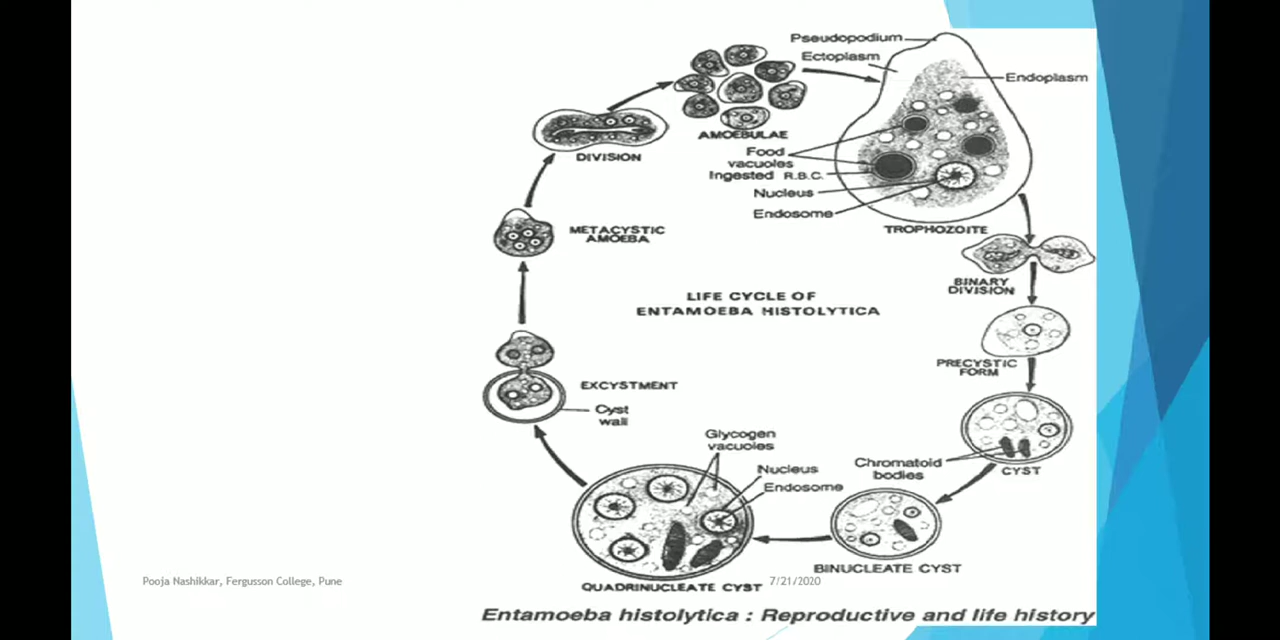 Pseudopodium
Ectoplasm
Endoplasm
AMOEBULAE
Food
vacuoles
Ingested R.B.C.
Nucleus
Endosome
TROPHOZOITE
DIVISION
METACYSTIC
AMOEBA
BINARY
DIVISION
LIFE CYCLE OF
ENTAMOEBA HISTOLYTICA
PRECYSTIC
FORM
EXCYSTMENT
Cyst
wall
Glycogen
vacuoles
Nucleus
Endosome
Chromatoid
bodies
CYST
BINUCLEATE CYST
QUADRINUCLEATE CYST
Pooja Nashikkar, Fergusson College, Pune
7/21/2020
Entamoeba histolytica : Reproductive and life history